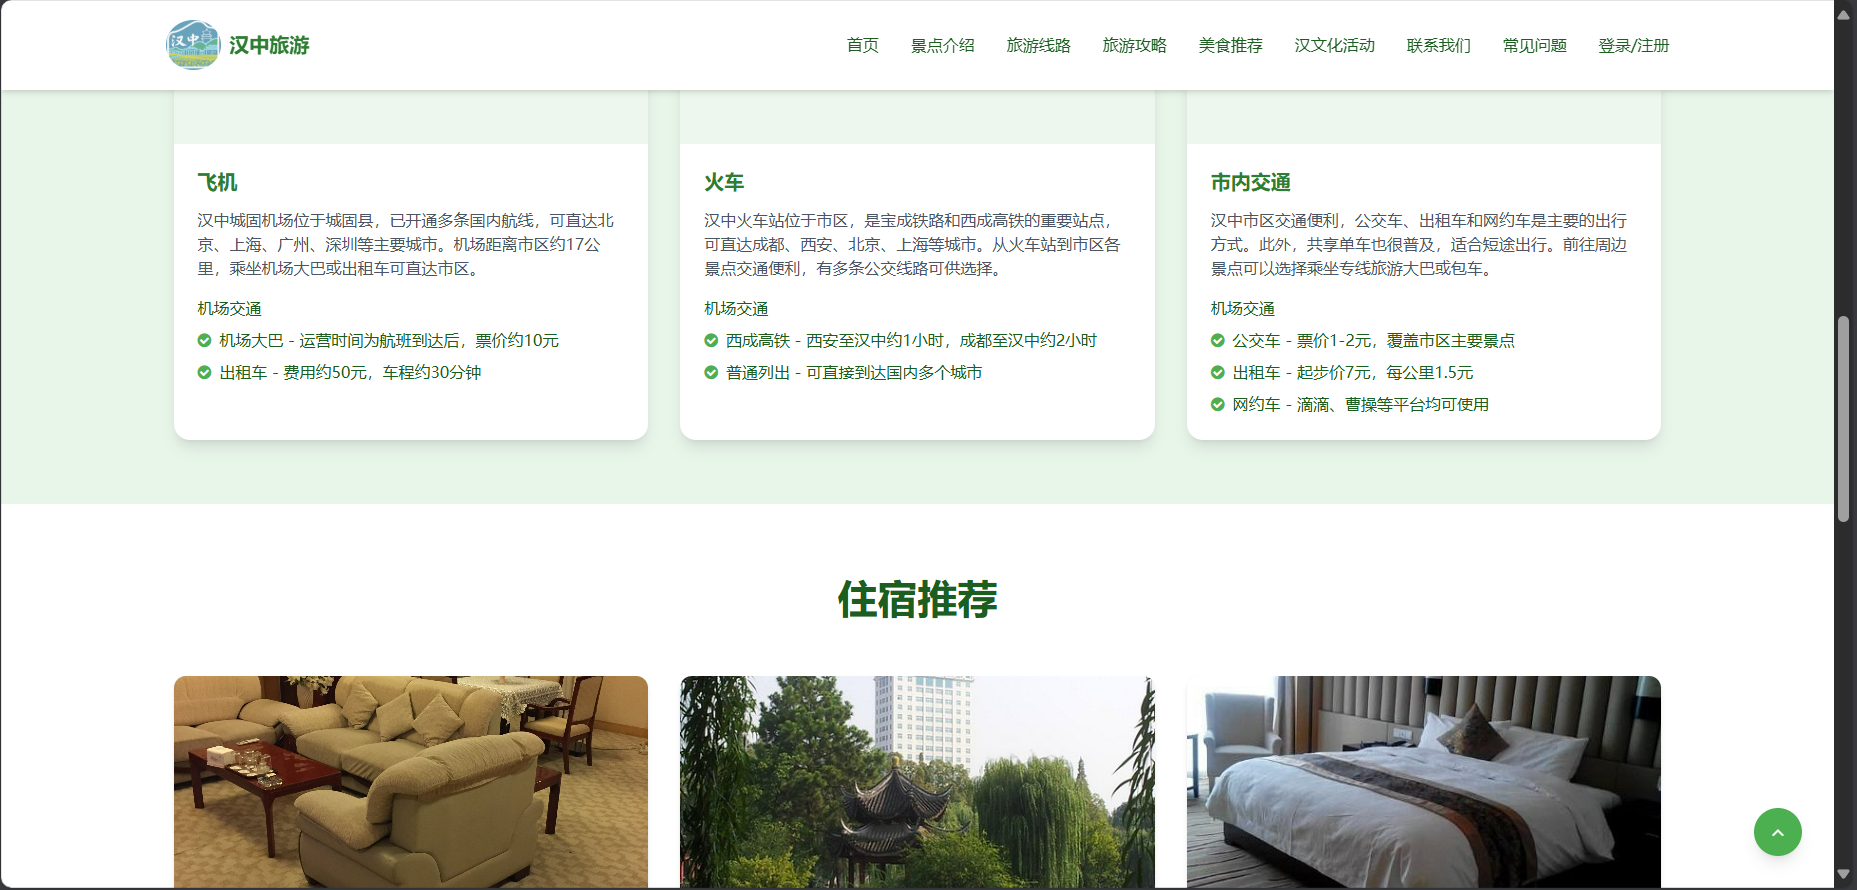 汉中
汉中旅游
首页
景点介绍
旅游线路
旅游攻略
美食推荐
汉文化活动
联系我们
常见问题
登录/注册
飞机
汉中城固机场位于城固县，已开通多条国内航线，可直达北
京、上海、广州、深圳等主要城市。机场距离市区约17公
里，乘坐机场大巴或出租车可直达市区。
机场交通
机场大巴 - 运营时间为航班到达后，票价约10元
出租车 - 费用约50元，车程约30分钟
火车
汉中火车站位于市区，是宝成铁路和西成高铁的重要站点，
可直达成都、西安、北京、上海等城市。从火车站到市区各
景点交通便利，有多条公交线路可供选择。
机场交通
西成高铁 - 西安至汉中约1小时，成都至汉中约2小时
普通列出 - 可直接到达国内多个城市
市内交通
汉中市区交通便利，公交车、出租车和网约车是主要的出行
方式。此外，共享单车也很普及，适合短途出行。前往周边
景点可以选择乘坐专线旅游大巴或包车。
机场交通
公交车 - 票价1-2元，覆盖市区主要景点
出租车 - 起步价7元，每公里1.5元
网约车 - 滴滴、曹操等平台均可使用
住宿推荐